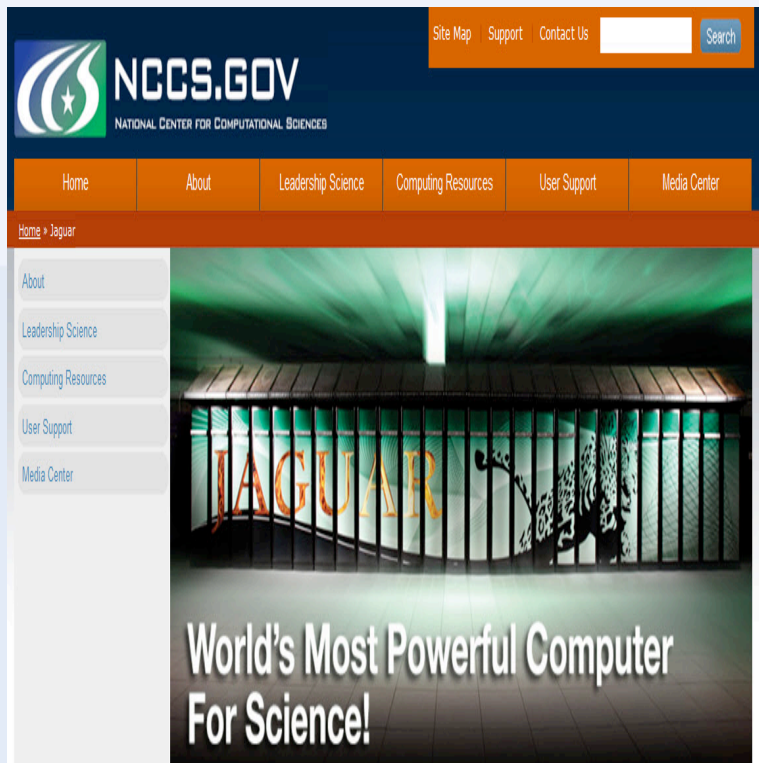 Site Map Support Contact Us Search
NCCS.GOV
NATIONAL CENTER FOR COMPUTATIONAL SCIENCES
Home About Leadership Science Computing Resources User Support Media Center
Home » Jaguar
About
Leadership Science
Computing Resources
User Support
Media Center
JAGUAR
World's Most Powerful Computer
For Science!